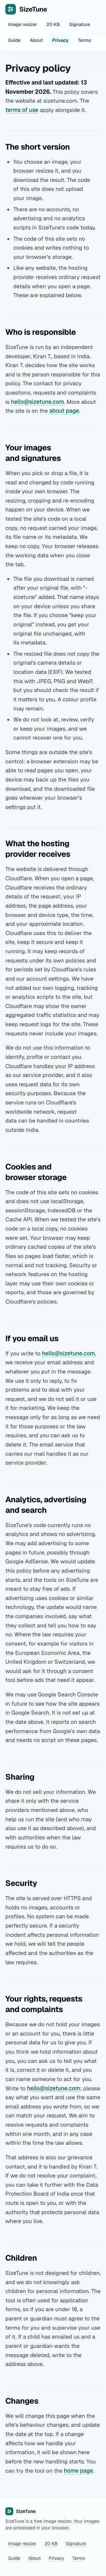 SizeTune
Image resizer 20 KB Signature
Guide About Privacy Terms
Privacy policy
Effective and last updated: 13
November 2026. This policy covers
the website at sizetune.com. The
terms of use apply alongside it.
The short version
You choose an image, your
browser resizes it, and you
download the result. The code
of this site does not upload
your image.
There are no accounts, no
advertising and no analytics
scripts in SizeTune's code today.
The code of this site sets no
cookies and writes nothing to
your browser's storage.
Like any website, the hosting
provider receives ordinary request
details when you open a page.
These are explained below.
Who is responsible
SizeTune is run by an independent
developer, Kiran T., based in India.
Kiran T. decides how the site works
and is the person responsible for this
policy. The contact for privacy
matters
is hello@sizetune.com. More about
the site is on the about page.
Your images
and signatures
When you pick or drop a file, it is
read and changed only by code running
inside your own browser. The
resizing, cropping and encoding
happen on your device. When we
tested the site's code on a local
copy, no request carried your image,
its file name or its metadata. We
keep no copy. Your browser releases
the working data when you close
the tab.
The file you download is named
after your original file, with "-
sizetune" added. That name stays
on your device unless you share
the file. If you choose "keep your
original" instead, you get your
original file unchanged, with
its metadata.
The resized file does not copy the
original's camera details or
location data (EXIF). We tested
this with JPEG, PNG and WebP,
but you should check the result if
it matters to you. A colour profile
may remain.
We do not look at, review, verify
or keep your images, and we
cannot recover one for you.
Some things are outside the site's
control: a browser extension may be
able to read pages you open, your
device may back up the files you
download, and the downloaded file
goes wherever your browser's
settings put it.
What the hosting
provider receives
The website is delivered through
Cloudflare. When you open a page,
Cloudflare receives the ordinary
details of the request: your IP
address, the page address, your
browser and device type, the time,
and your approximate location.
Cloudflare uses this to deliver the
site, keep it secure and keep it
running. It may keep records of
requests under its own policies and
for periods set by Cloudflare's rules
and our account settings. We have
not added our own logging, tracking
or analytics scripts to the site, but
Cloudflare may show the owner
aggregated traffic statistics and may
keep request logs for the site. These
requests never include your images.
We do not use this information to
identify, profile or contact you.
Cloudflare handles your IP address
as our service provider, and it also
uses request data for its own
security purposes. Because the
service runs on Cloudflare's
worldwide network, request
data can be handled in countries
outside India.
Cookies and
browser storage
The code of this site sets no cookies
and does not use localStorage,
sessionStorage, IndexedDB or the
Cache API. When we tested the site's
code on a local copy, no cookies
were set. Your browser may keep
ordinary cached copies of the site's
files so pages load faster, which is
normal and not tracking. Security or
network features on the hosting
layer may set their own cookies
or reports, and those are governed
by Cloudflare's policies.
If you email us
If you write to hello@sizetune.com,
we receive your email address and
whatever you put in the message.
We use it only to reply, to fix
problems and to deal with your
request, and we do not sell it or
use it for marketing. We keep the
message only for as long as we need
it for those things, and you can ask
us to delete it. The email service that
carries our mail handles it as our
service provider.
Analytics, advertising
and search
SizeTune's code currently runs no
analytics and shows no advertising.
We may add advertising to some
pages in future, possibly through
Google AdSense. We would update
this policy before any advertising
starts, and the tools on SizeTune are
meant to stay free of ads. If
advertising uses cookies or similar
technology, the update would name
the companies involved, say what
they collect and tell you how to say
no. Where the law requires your
consent, for example for visitors in
the European Economic Area, the
United Kingdom or Switzerland, we
would ask for it through a consent
tool before ads that need it appear.
We may use Google Search Console
in future to see how the site appears
in Google Search. It is not set up at
the date above. It reports on search
performance from Google's own data
and needs no script on these pages.
Sharing
We do not sell your information. We
share it only with the service
providers mentioned above, who
help us run the site (and who may
also use it as described above), and
with authorities when the law
requires us to do so.
Security
The site is served over HTTPS and
holds no images, accounts or
profiles. No system can be made
perfectly secure. If a security
incident affects personal information
we hold, we will tell the people
affected and the authorities as the
law requires.
Your rights, requests
and complaints
Because we do not hold your images
or an account for you, there is little
personal data for us to give you. If
you think we hold information about
you, you can ask us to tell you what
it is, correct it or delete it, and you
can name someone to act for you.
Write to hello@sizetune.com; please
say what you want and use the same
email address you wrote from, so we
can match your request. We aim to
resolve requests and complaints
within one month, and in any case
within the time the law allows.
That address is also our grievance
contact, and it is handled by Kiran T.
If we do not resolve your complaint,
you can take it further with the Data
Protection Board of India once that
route is open to you, or with the
authority that protects personal data
where you live.
Children
SizeTune is not designed for children,
and we do not knowingly ask
children for personal information. The
tool is often used for application
forms, so if you are under 18, a
parent or guardian must agree to the
terms for you and supervise your use
of it. If a child has emailed us and a
parent or guardian wants the
message deleted, write to the
address above.
Changes
We will change this page when the
site's behaviour changes, and update
the date at the top. If a change
affects how we handle your
information, it will be shown here
before the new handling starts. You
can try the tool on the home page.
SizeTune
SizeTune is a free image resizer. Your images
are processed in your browser.
Image resizer 20 KB Signature
Guide About Privacy Terms